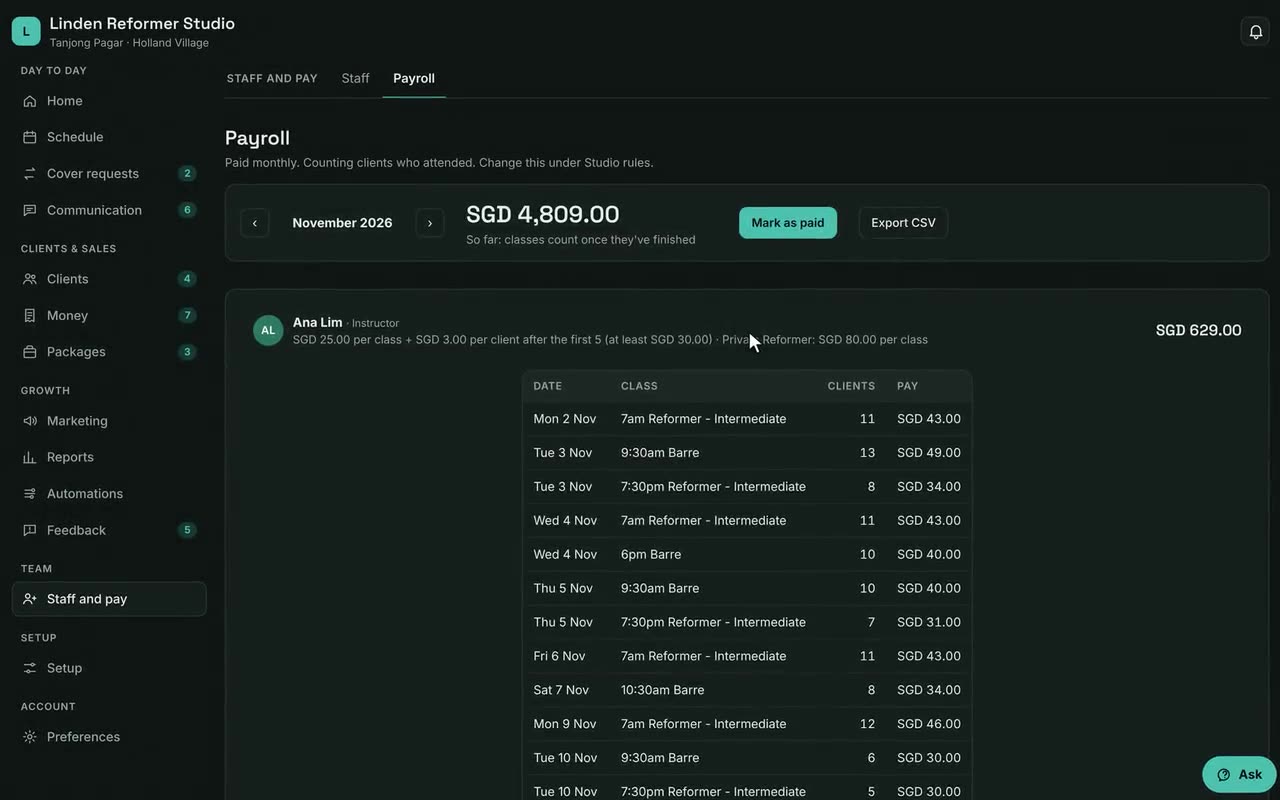 L
Linden Reformer Studio
Tanjong Pagar · Holland Village
DAY TO DAY
Home
Schedule
Cover requests 2
Communication 6
CLIENTS & SALES
Clients 4
Money 7
Packages 3
GROWTH
Marketing
Reports
Automations
Feedback 5
TEAM
Staff and pay
SETUP
Setup
ACCOUNT
Preferences
STAFF AND PAY Staff Payroll
Payroll
Paid monthly. Counting clients who attended. Change this under Studio rules.
‹ November 2026 ›
SGD 4,809.00
So far: classes count once they've finished
Mark as paid
Export CSV
AL
Ana Lim · Instructor
SGD 25.00 per class + SGD 3.00 per client after the first 5 (at least SGD 30.00) · Reformer: SGD 80.00 per class
SGD 629.00
DATE CLASS CLIENTS PAY
Mon 2 Nov 7am Reformer - Intermediate 11 SGD 43.00
Tue 3 Nov 9:30am Barre 13 SGD 49.00
Tue 3 Nov 7:30pm Reformer - Intermediate 8 SGD 34.00
Wed 4 Nov 7am Reformer - Intermediate 11 SGD 43.00
Wed 4 Nov 6pm Barre 10 SGD 40.00
Thu 5 Nov 9:30am Barre 10 SGD 40.00
Thu 5 Nov 7:30pm Reformer - Intermediate 7 SGD 31.00
Fri 6 Nov 7am Reformer - Intermediate 11 SGD 43.00
Sat 7 Nov 10:30am Barre 8 SGD 34.00
Mon 9 Nov 7am Reformer - Intermediate 12 SGD 46.00
Tue 10 Nov 9:30am Barre 6 SGD 30.00
Tue 10 Nov 7:30pm Reformer - Intermediate 5 SGD 30.00
Ask